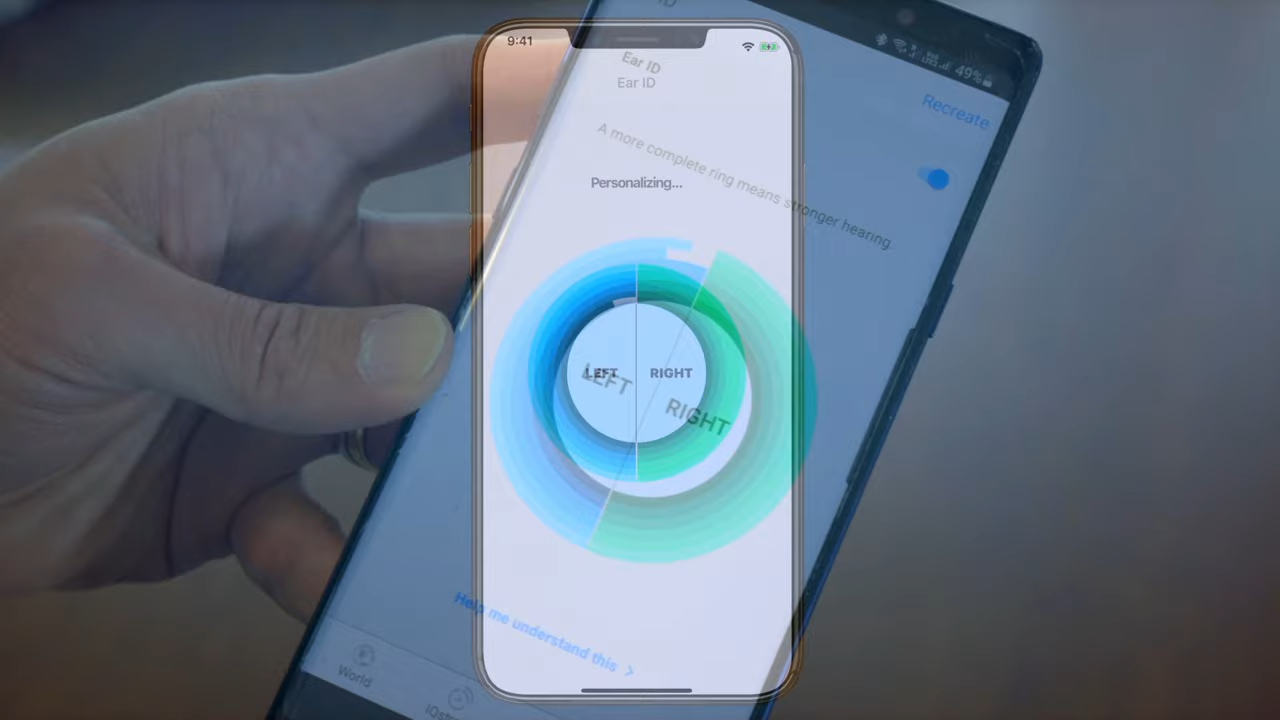 9:41
49%
Ear ID
Ear ID
Recreate
A more complete ring means stronger hearing
Personalizing...
LEFT
RIGHT
LEFT
RIGHT
Help me understand this >
World